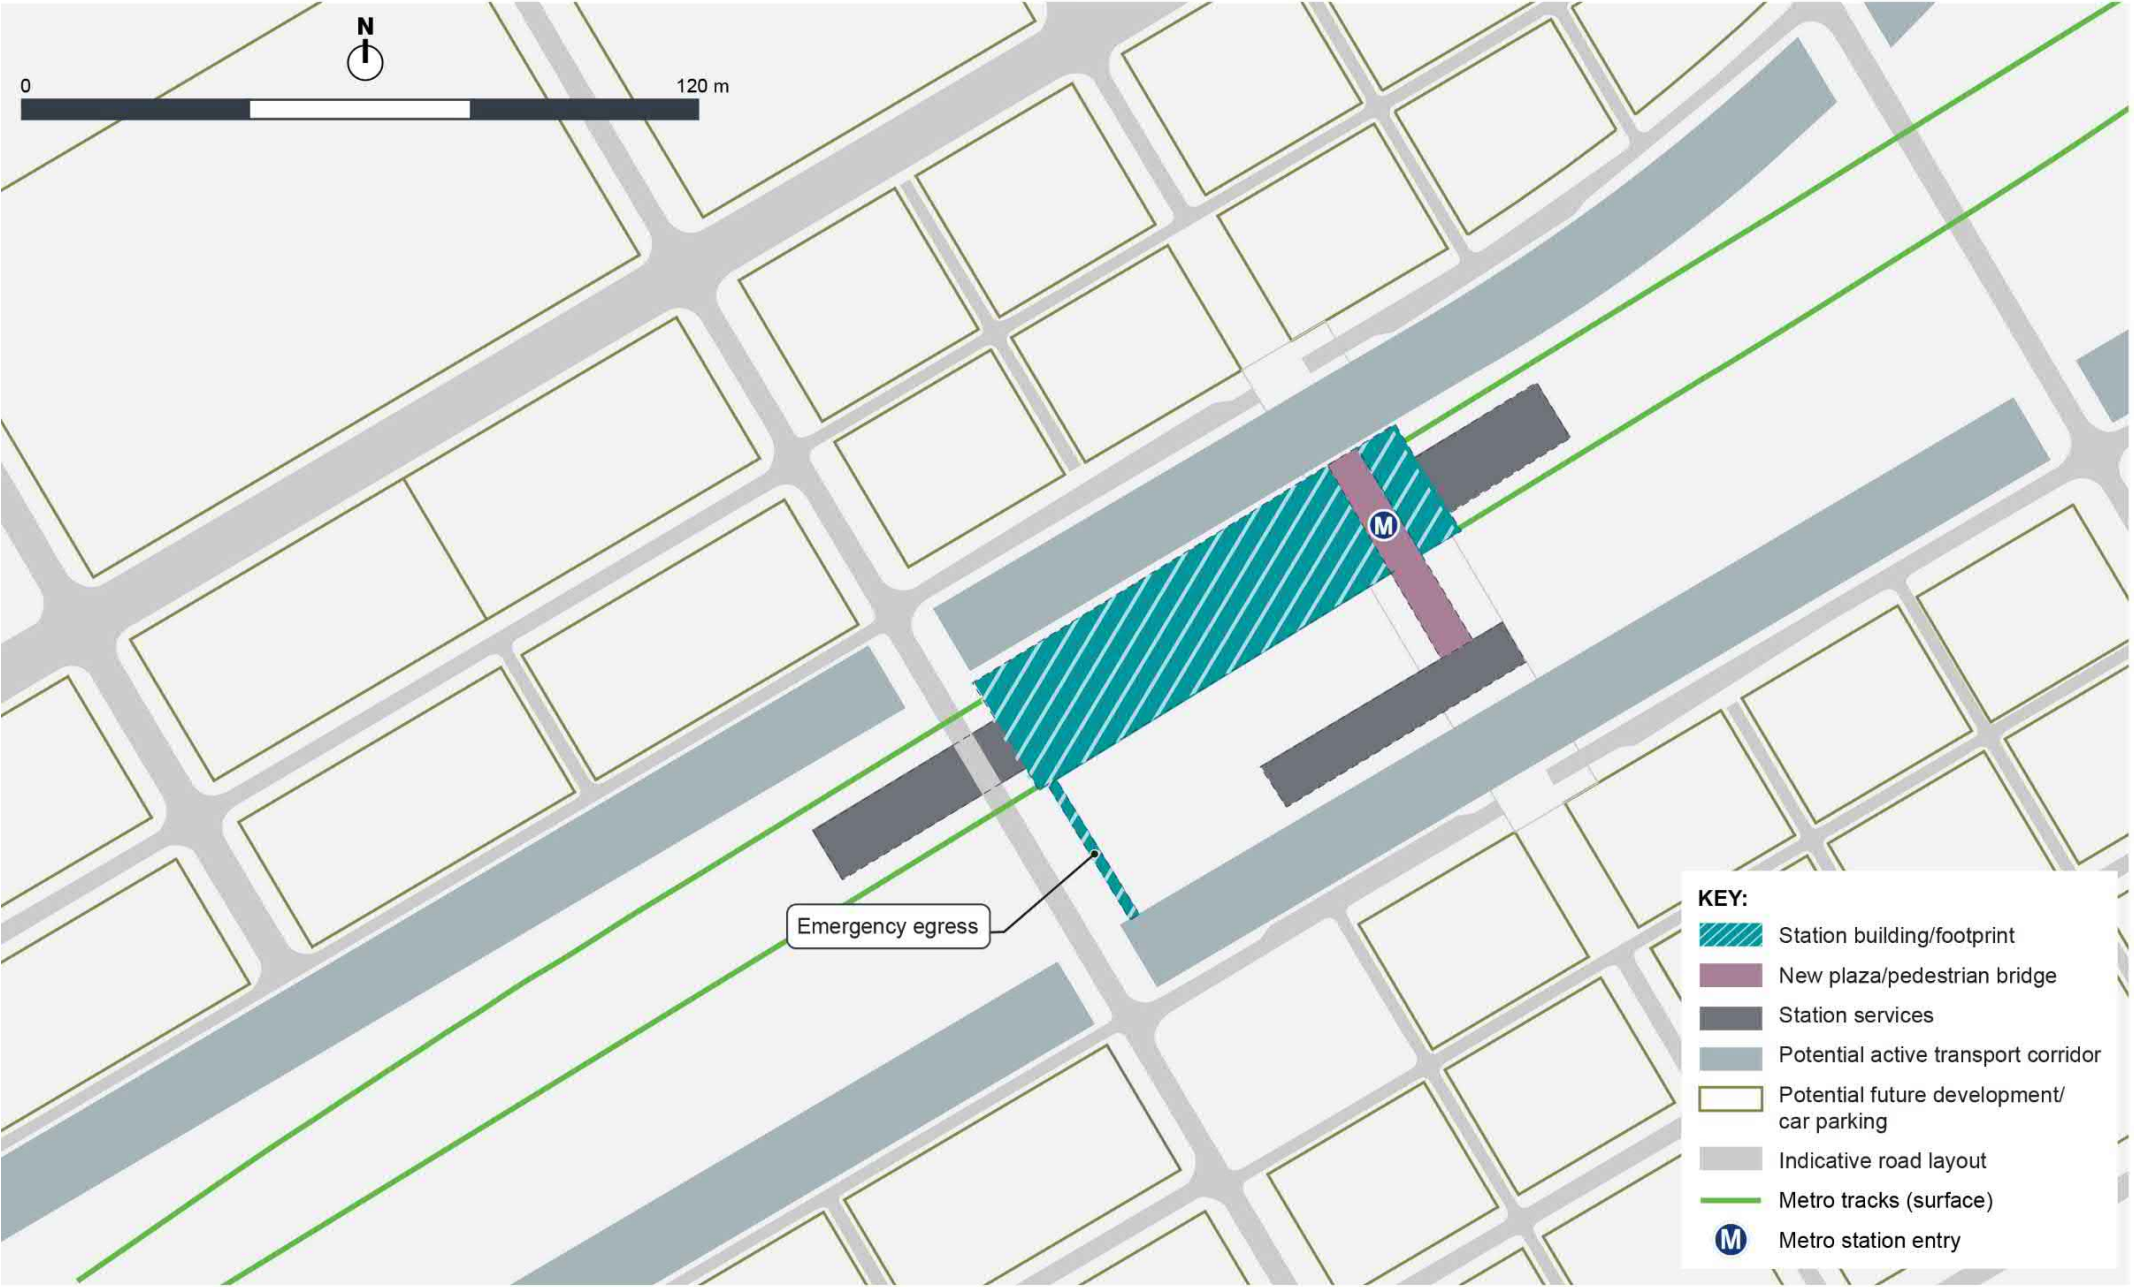 N
0
120 m
M
Emergency egress
KEY:
Station building/footprint
New plaza/pedestrian bridge
Station services
Potential active transport corridor
Potential future development/
car parking
Indicative road layout
Metro tracks (surface)
M Metro station entry